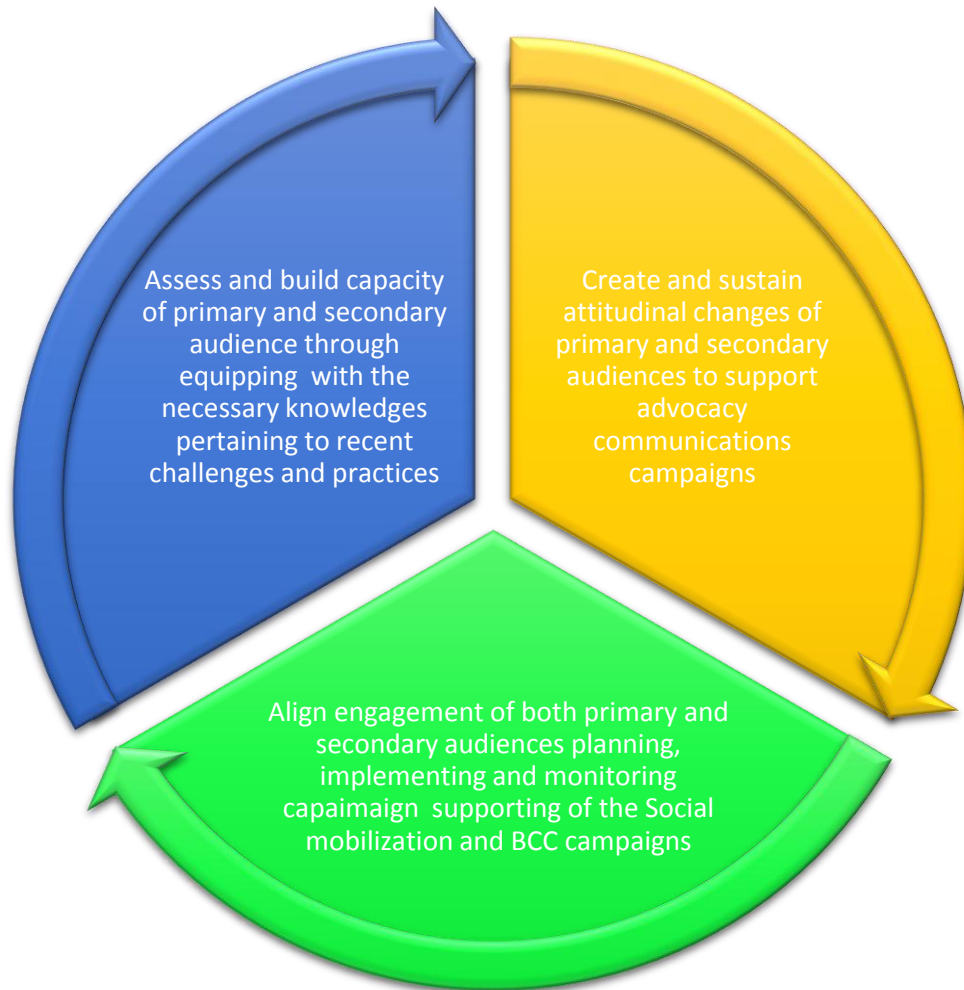 Assess and build capacity
of primary and secondary
audience through
equipping  with the
necessary knowledges
pertaining to recent
challenges and practices
Create and sustain
attitudinal changes of
primary and secondary
audiences to support
advocacy
communications
campaigns
Align engagement of both primary and
secondary audiences planning,
implementing and monitoring
capaimaign  supporting of the Social
mobilization and BCC campaigns